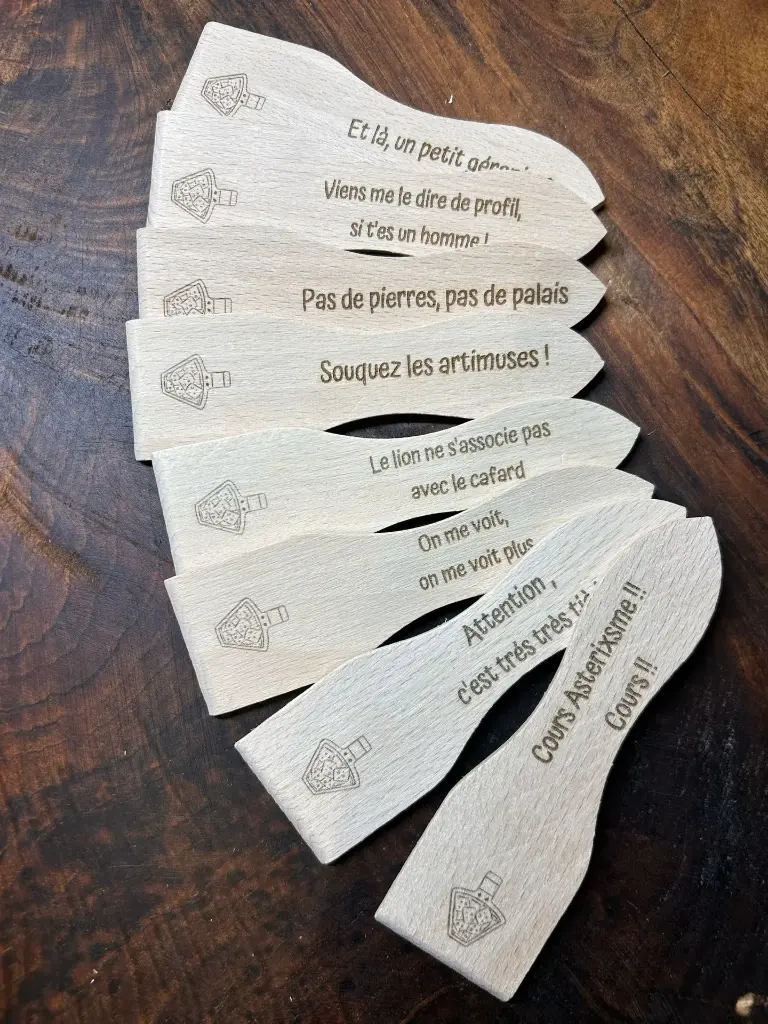 Et là, un petit
Viens me le dire de profil,
si t'es un homme !
Pas de pierres, pas de palais
Souquez les artimuses !
Le lion ne s'associe pas
avec le cafard
On me voit,
on me voit plus
Attention ,
c'est trés trés
Cours Asterixsme !!
Cours !!